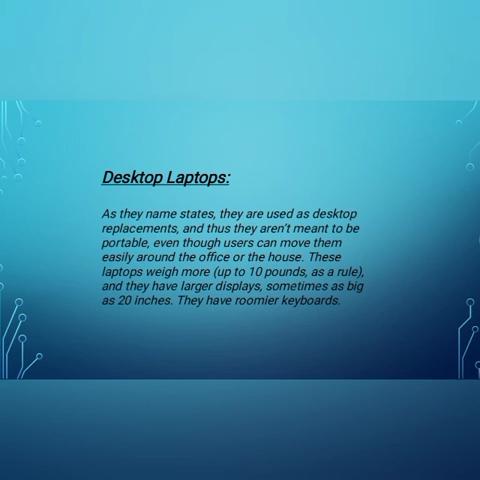 Desktop Laptops:
As they name states, they are used as desktop
replacements, and thus they aren't meant to be
portable, even though users can move them
easily around the office or the house. These
laptops weigh more (up to 10 pounds, as a rule),
and they have larger displays, sometimes as big
as 20 inches. They have roomier keyboards.